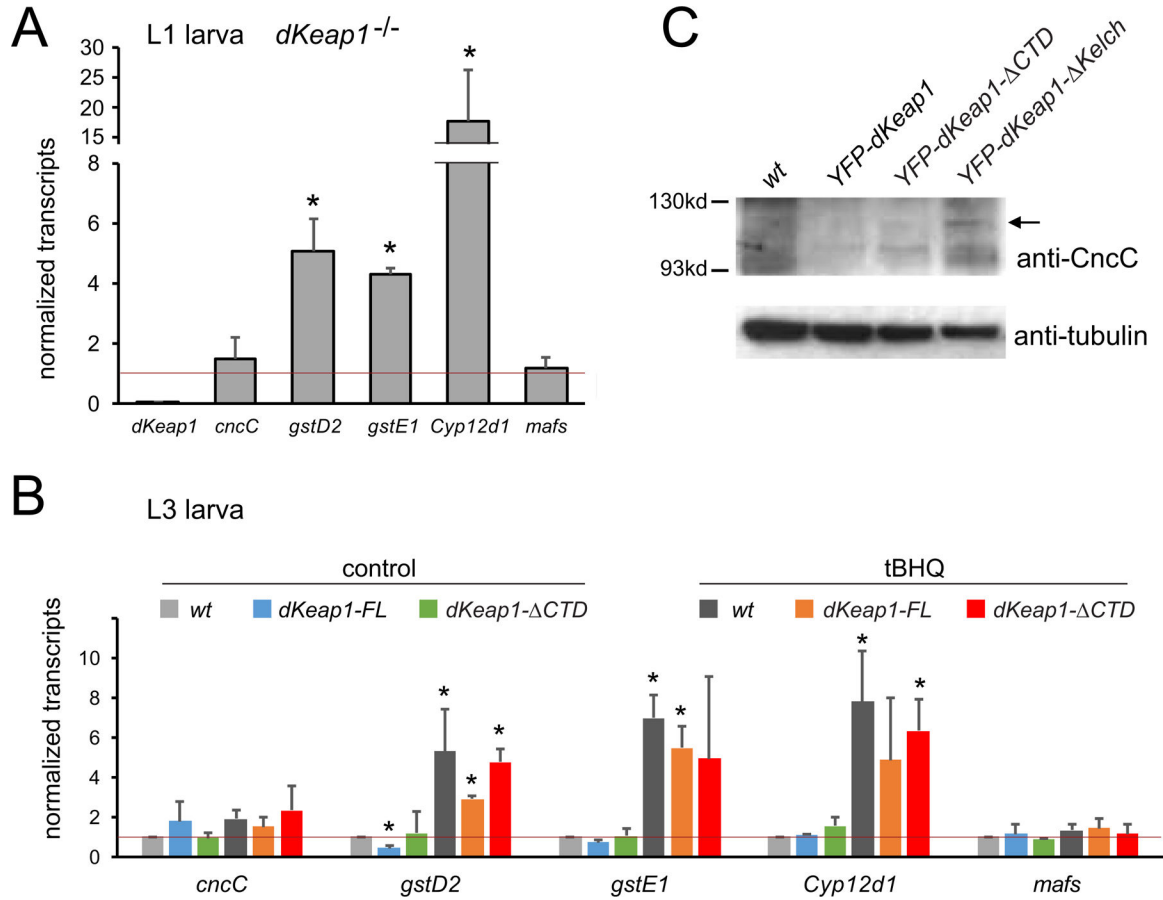 A
L1 larva dKeap1-/-
normalized transcripts
30
25
20
15
8
6
4
2
0
*
*
*
*
dKeap1 cncC gstD2 gstE1 Cyp12d1 mafs
C
wt YFP-dKeap1 YFP-dKeap1-ΔCTD YFP-dKeap1-ΔKelch
130kd
93kd
anti-CncC
anti-tubulin
B
L3 larva
control tBHQ
wt dKeap1-FL dKeap1-ΔCTD wt dKeap1-FL dKeap1-ΔCTD
normalized transcripts
10
8
6
4
2
0
* * * * * * * *
cncC gstD2 gstE1 Cyp12d1 mafs